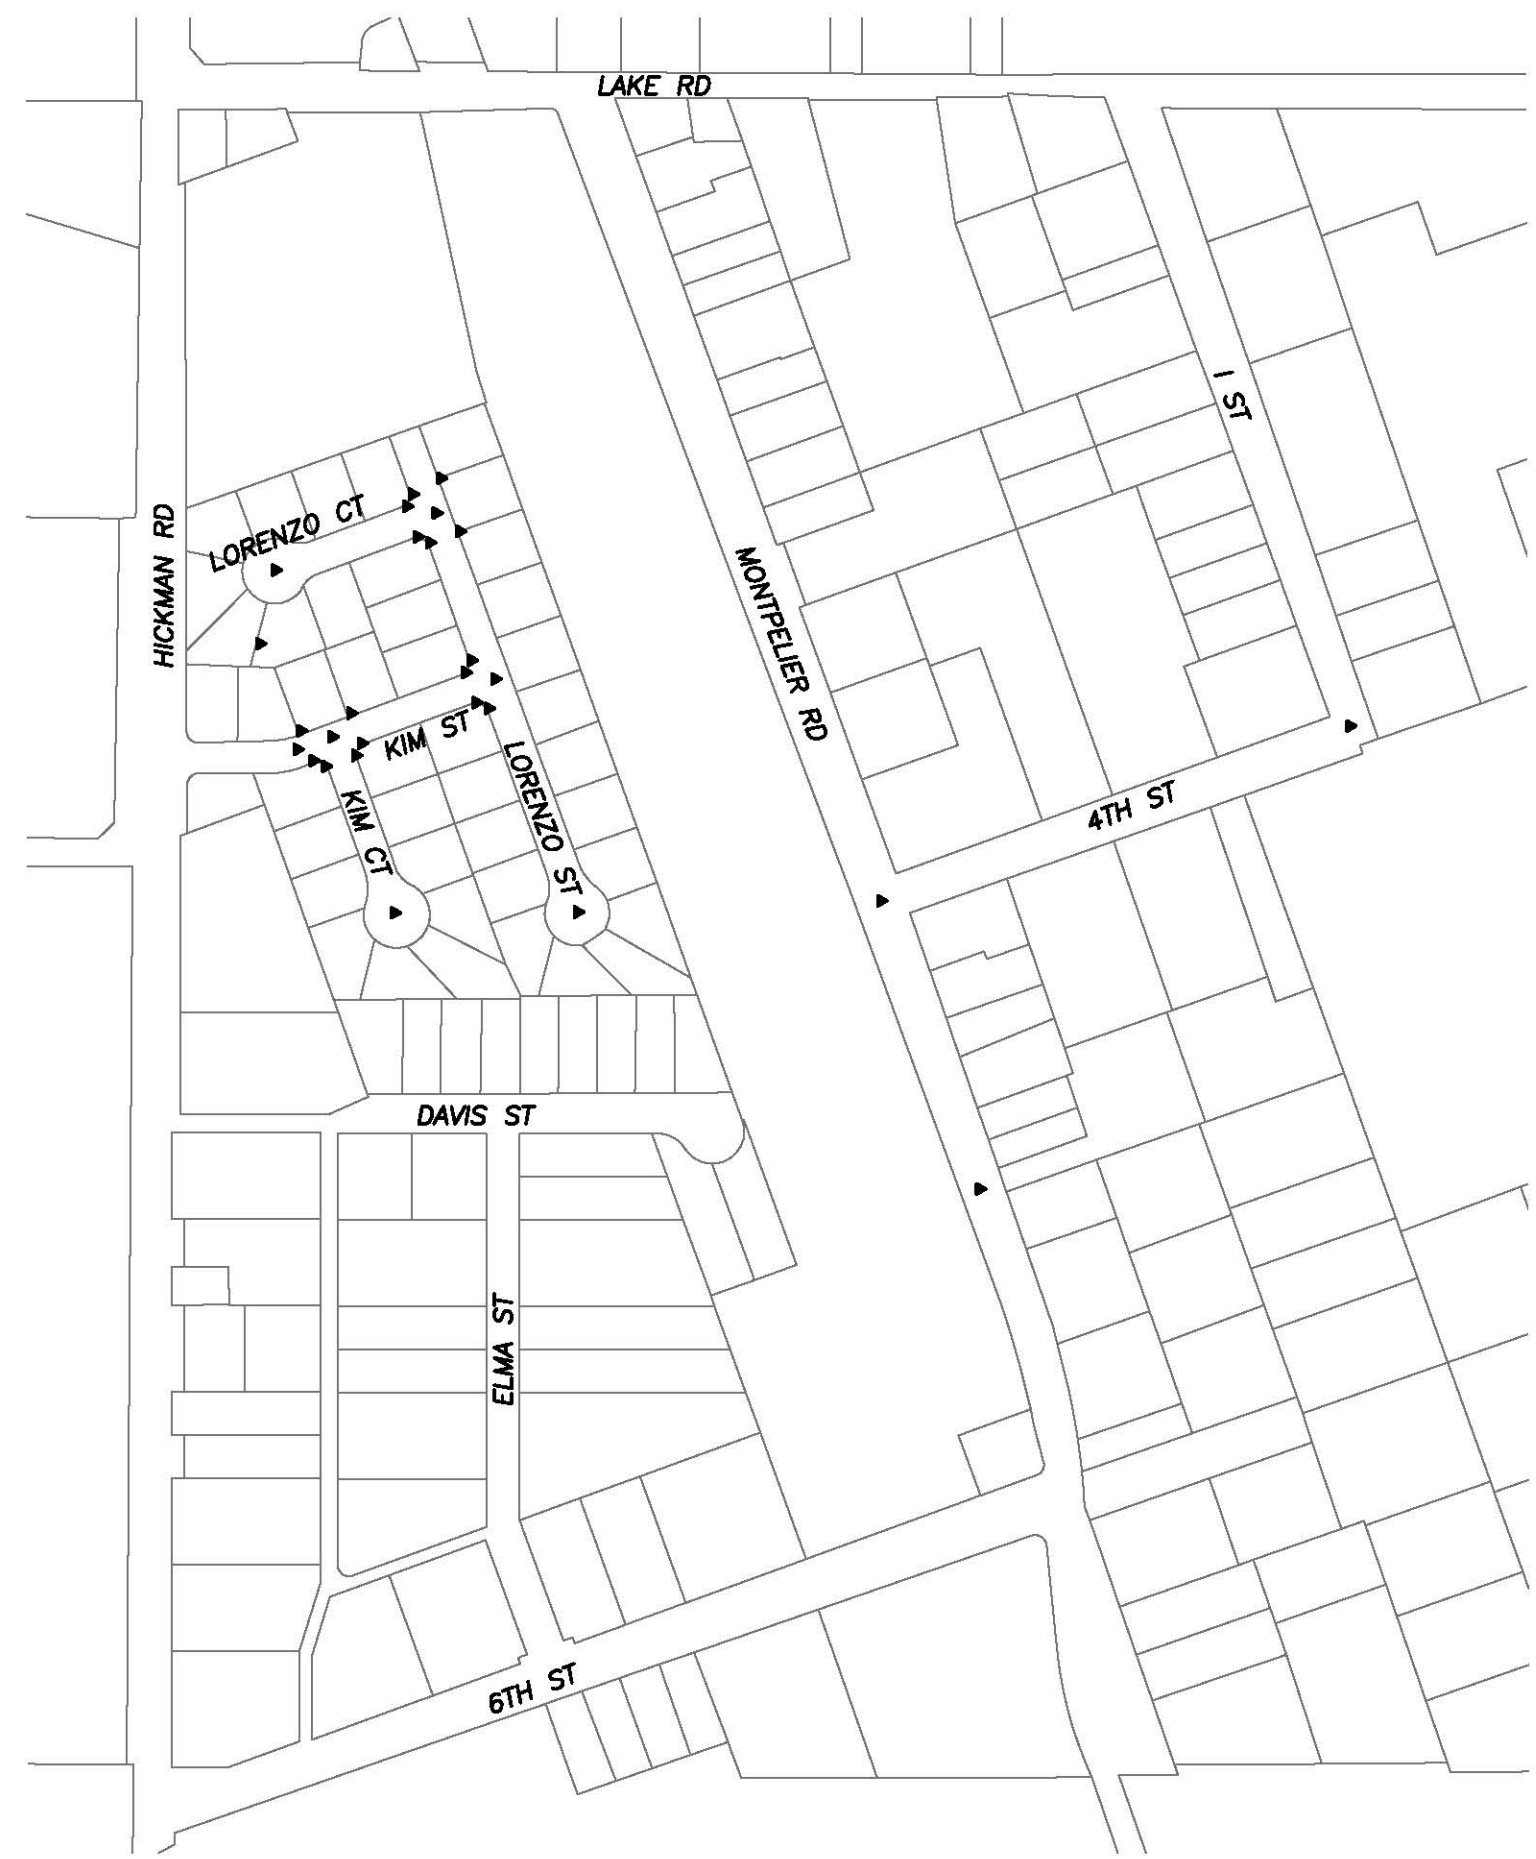 LAKE RD
I ST
LORENZO CT
HICKMAN RD
MONTPELIER RD
KIM ST
LORENZO ST
KIM CT
4TH ST
DAVIS ST
ELMA ST
6TH ST